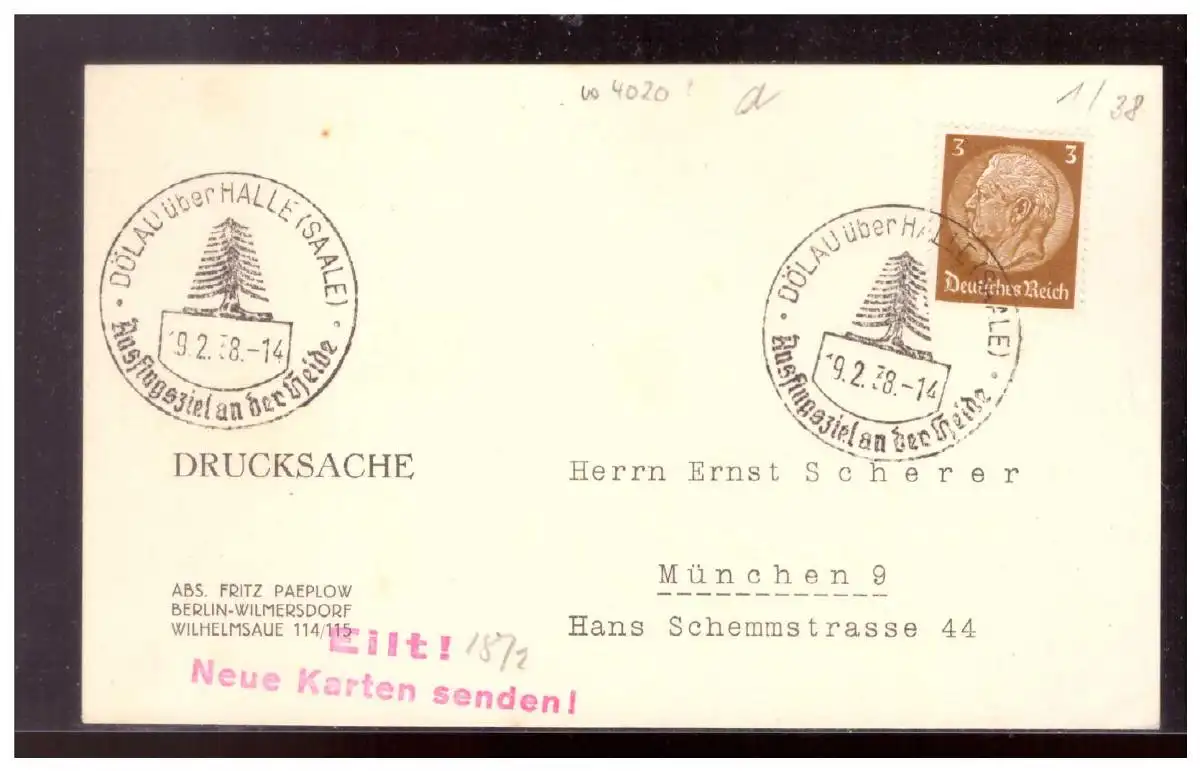 4020
1/38
3 3
Deutsches Reich
DÖLAU über HALLE (SAALE)
19.2.38.-14
Ausflugsziel an der Heide
DÖLAU über HALLE (SAALE)
19.2.38.-14
Ausflugsziel an der Heide
DRUCKSACHE
Herrn Ernst Scherer
München 9
Hans Schemmstrasse 44
ABS. FRITZ PAEPLOW
BERLIN-WILMERSDORF
WILHELMSAUE 114/115
Eilt!
Neue Karten senden!